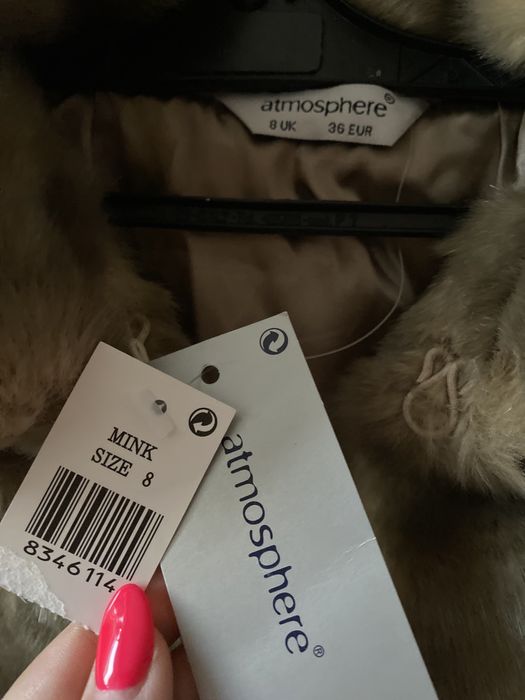 atmosphere®
8 UK 36 EUR
MINK
SIZE 8
8346114
atmosphere®